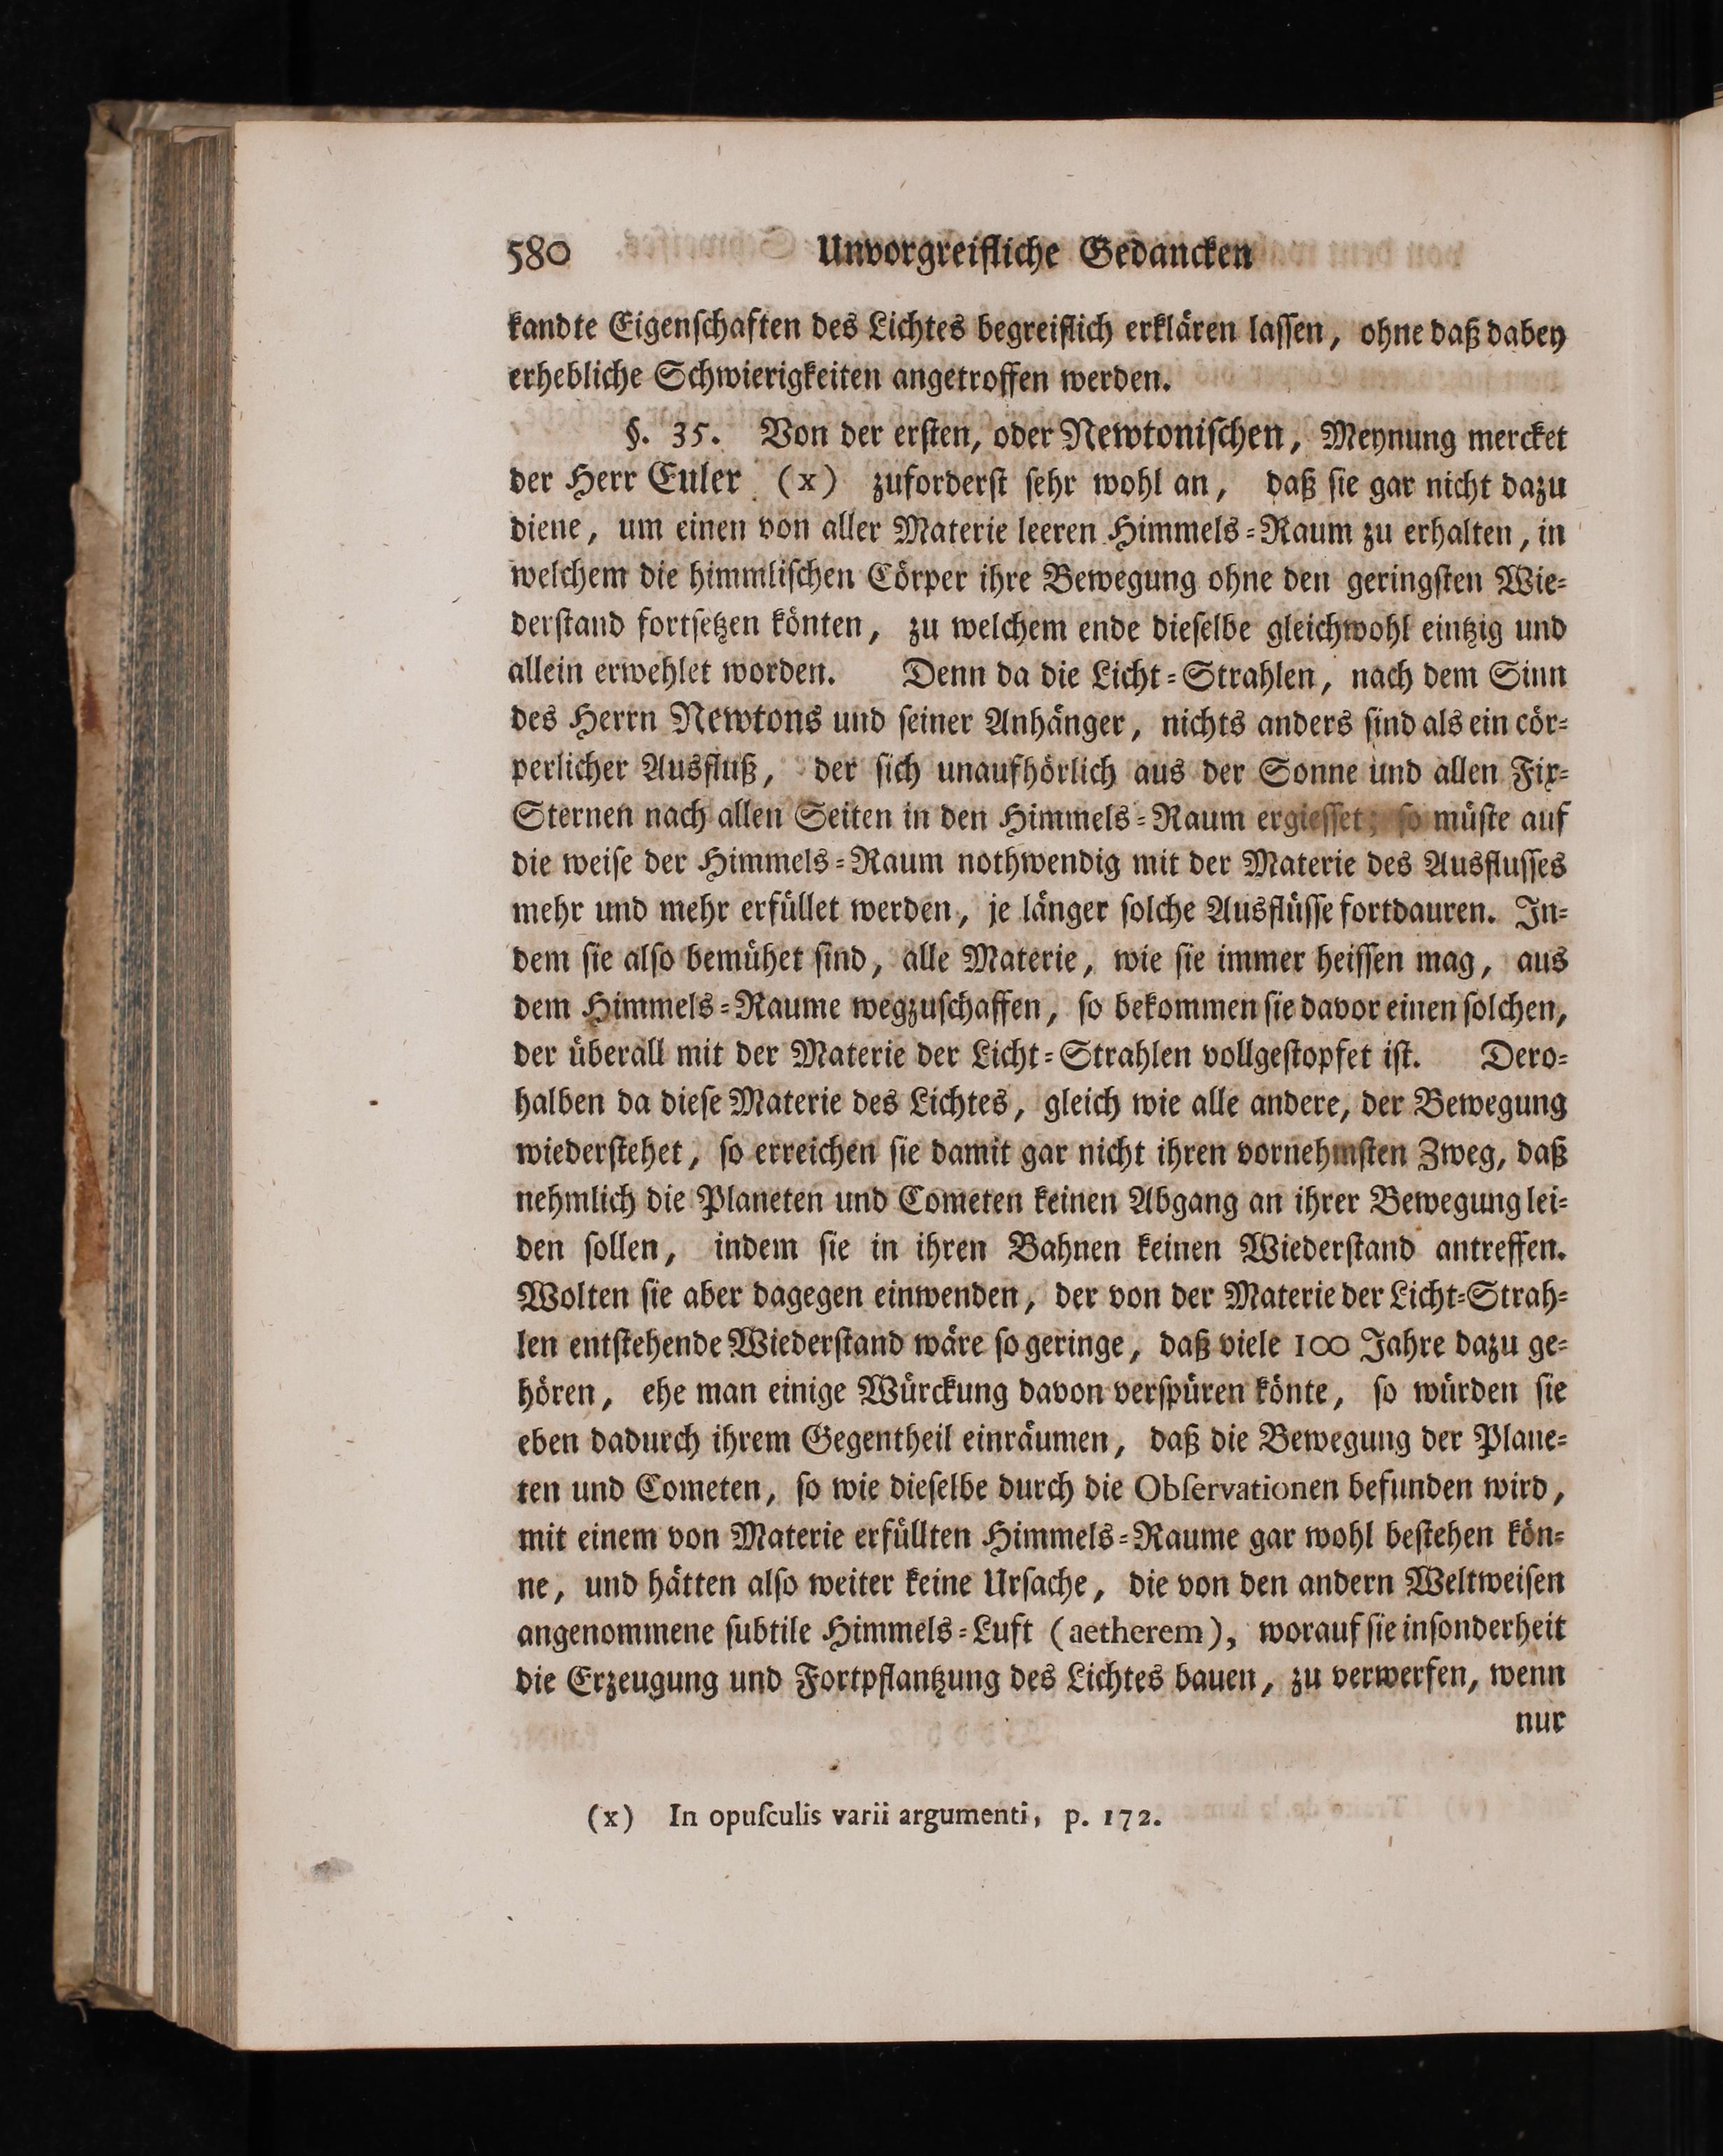 580 Unvorgreifliche Gedancken
kandte Eigenſchaften des Lichtes begreiflich erklären laſſen, ohne daß dabey
erhebliche Schwierigkeiten angetroffen werden.
§. 35. Von der erſten, oder Newtoniſchen, Meynung mercket
der Herr Euler (x) zuforderſt ſehr wohl an, daß ſie gar nicht dazu
diene, um einen von aller Materie leeren Himmels-Raum zu erhalten, in
welchem die himmliſchen Cörper ihre Bewegung ohne den geringſten Wie-
derſtand fortſetzen könten, zu welchem ende dieſelbe gleichwohl eintzig und
allein erwehlet worden. Denn da die Licht-Strahlen, nach dem Sinn
des Herrn Newtons und ſeiner Anhänger, nichts anders ſind als ein cör-
perlicher Ausfluß, der ſich unaufhörlich aus der Sonne und allen Fix-
Sternen nach allen Seiten in den Himmels-Raum ergieſſet; ſo müſte auf
die weiſe der Himmels-Raum nothwendig mit der Materie des Ausfluſſes
mehr und mehr erfüllet werden, je länger ſolche Ausflüſſe fortdauren. In-
dem ſie alſo bemühet ſind, alle Materie, wie ſie immer heiſſen mag, aus
dem Himmels-Raume wegzuſchaffen, ſo bekommen ſie davor einen ſolchen,
der überall mit der Materie der Licht-Strahlen vollgeſtopfet iſt. Dero-
halben da dieſe Materie des Lichtes, gleich wie alle andere, der Bewegung
wiederſtehet, ſo erreichen ſie damit gar nicht ihren vornehmſten Zweg, daß
nehmlich die Planeten und Cometen keinen Abgang an ihrer Bewegung lei-
den ſollen, indem ſie in ihren Bahnen keinen Wiederſtand antreffen.
Wolten ſie aber dagegen einwenden, der von der Materie der Licht-Strah-
len entſtehende Wiederſtand wäre ſo geringe, daß viele 100 Jahre dazu ge-
hören, ehe man einige Würckung davon verſpüren könte, ſo würden ſie
eben dadurch ihrem Gegentheil einräumen, daß die Bewegung der Plane-
ten und Cometen, ſo wie dieſelbe durch die Obſervationen befunden wird,
mit einem von Materie erfüllten Himmels-Raume gar wohl beſtehen kön-
ne, und hätten alſo weiter keine Urſache, die von den andern Weltweiſen
angenommene ſubtile Himmels-Luft (aetherem), worauf ſie inſonderheit
die Erzeugung und Fortpflantzung des Lichtes bauen, zu verwerfen, wenn
nur
(x) In opuſculis varii argumenti, p. 172.